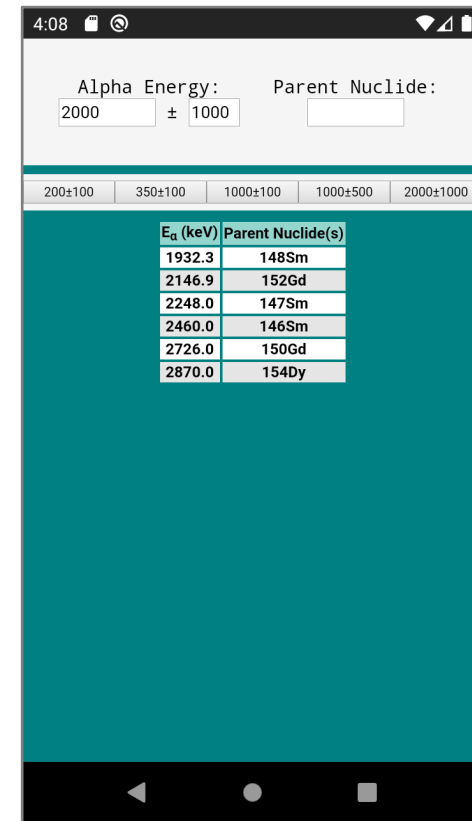 4:08
Alpha Energy: Parent Nuclide:
2000 ± 1000
200±100 350±100 1000±100 1000±500 2000±1000
Eα (keV) Parent Nuclide(s)
1932.3 148Sm
2146.9 152Gd
2248.0 147Sm
2460.0 146Sm
2726.0 150Gd
2870.0 154Dy